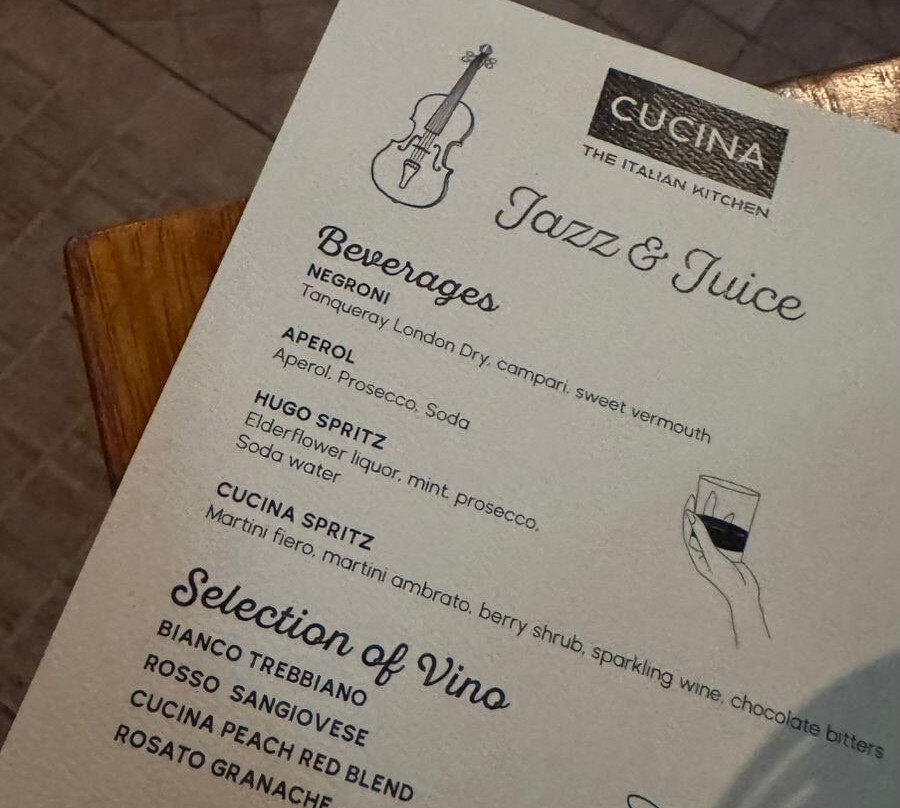 CUCINA
THE ITALIAN KITCHEN
Jazz & Juice
Beverages
NEGRONI
Tanqueray London Dry, campari, sweet vermouth
APEROL
Aperol, Prosecco, Soda
HUGO SPRITZ
Elderflower liquor, mint, prosecco,
Soda water
CUCINA SPRITZ
Martini fiero, martini ambrato, berry shrub, sparkling wine, chocolate bitters
Selection of Vino
BIANCO TREBBIANO
ROSSO SANGIOVESE
CUCINA PEACH RED BLEND
ROSATO GRANACHE